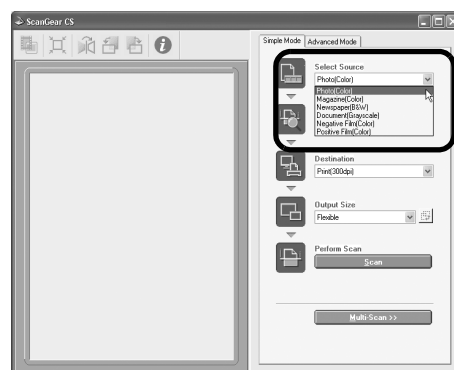 ScanGear CS
Simple Mode Advanced Mode
Select Source
Photo(Color)
Photo(Color)
Magazine(Color)
Newspaper(B&W)
Document(Grayscale)
Negative Film(Color)
Positive Film(Color)
Destination
Print(300dpi)
Output Size
Flexible
Perform Scan
Scan
Multi-Scan >>